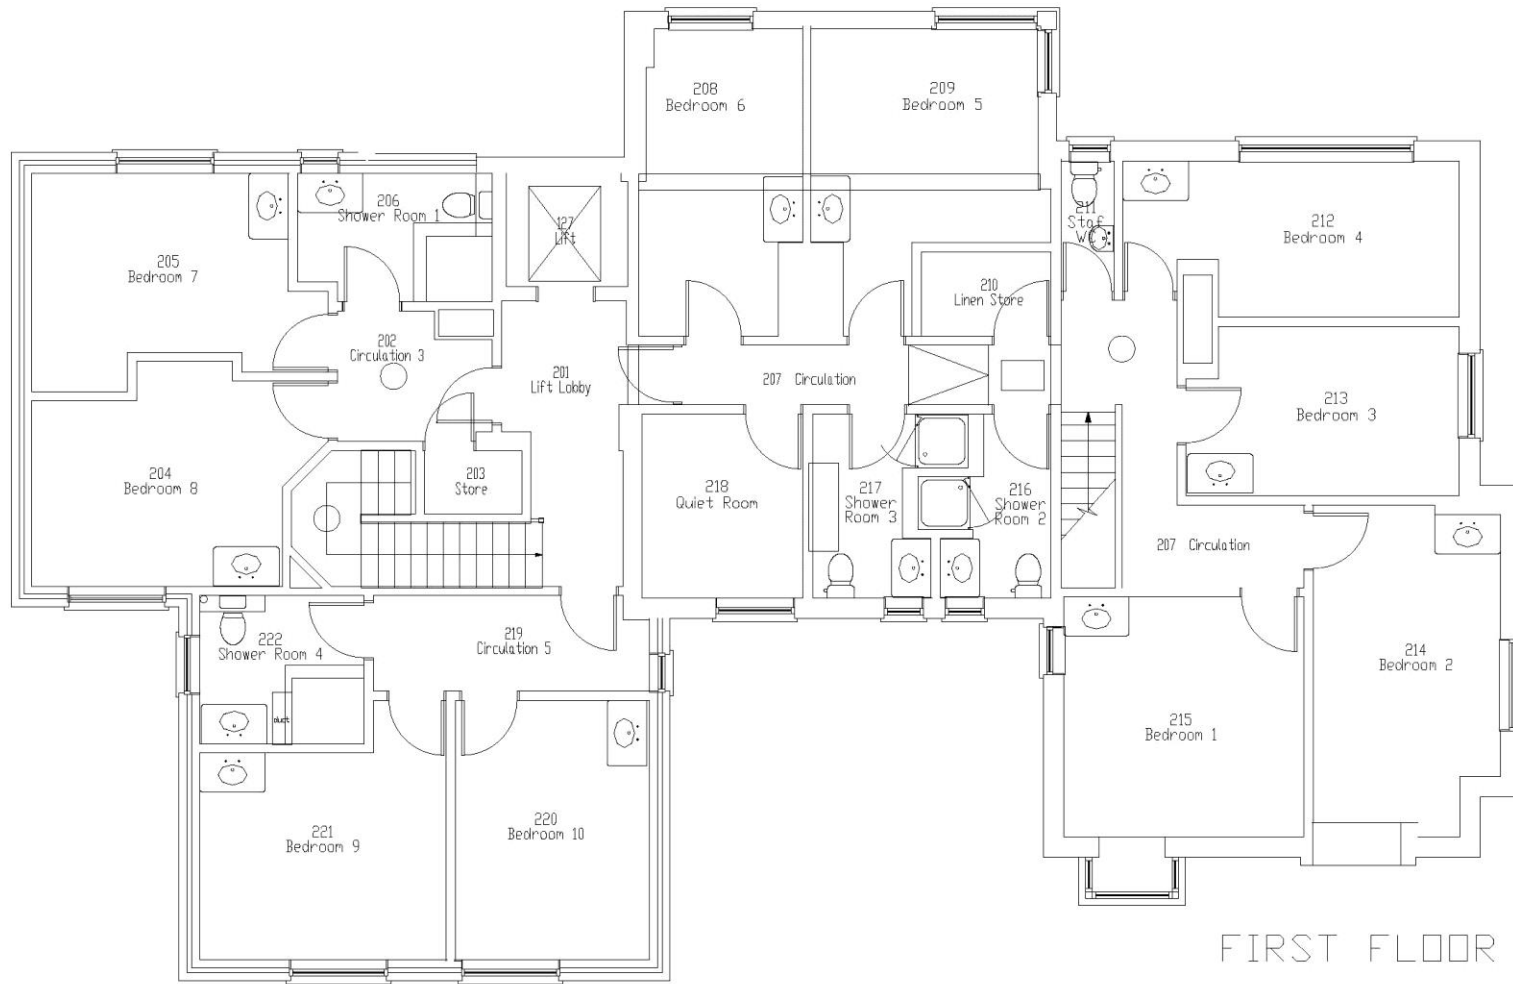 208
Bedroom 6
209
Bedroom 5
206
Shower Room 1
127
Lift
211
Staf
WC
212
Bedroom 4
205
Bedroom 7
210
Linen Store
202
Circulation 3
201
Lift Lobby
207 Circulation
213
Bedroom 3
204
Bedroom 8
203
Store
218
Quiet Room
217
Shower
Room 3
216
Shower
Room 2
207 Circulation
222
Shower Room 4
219
Circulation 5
214
Bedroom 2
duct
215
Bedroom 1
221
Bedroom 9
220
Bedroom 10
FIRST FLOOR